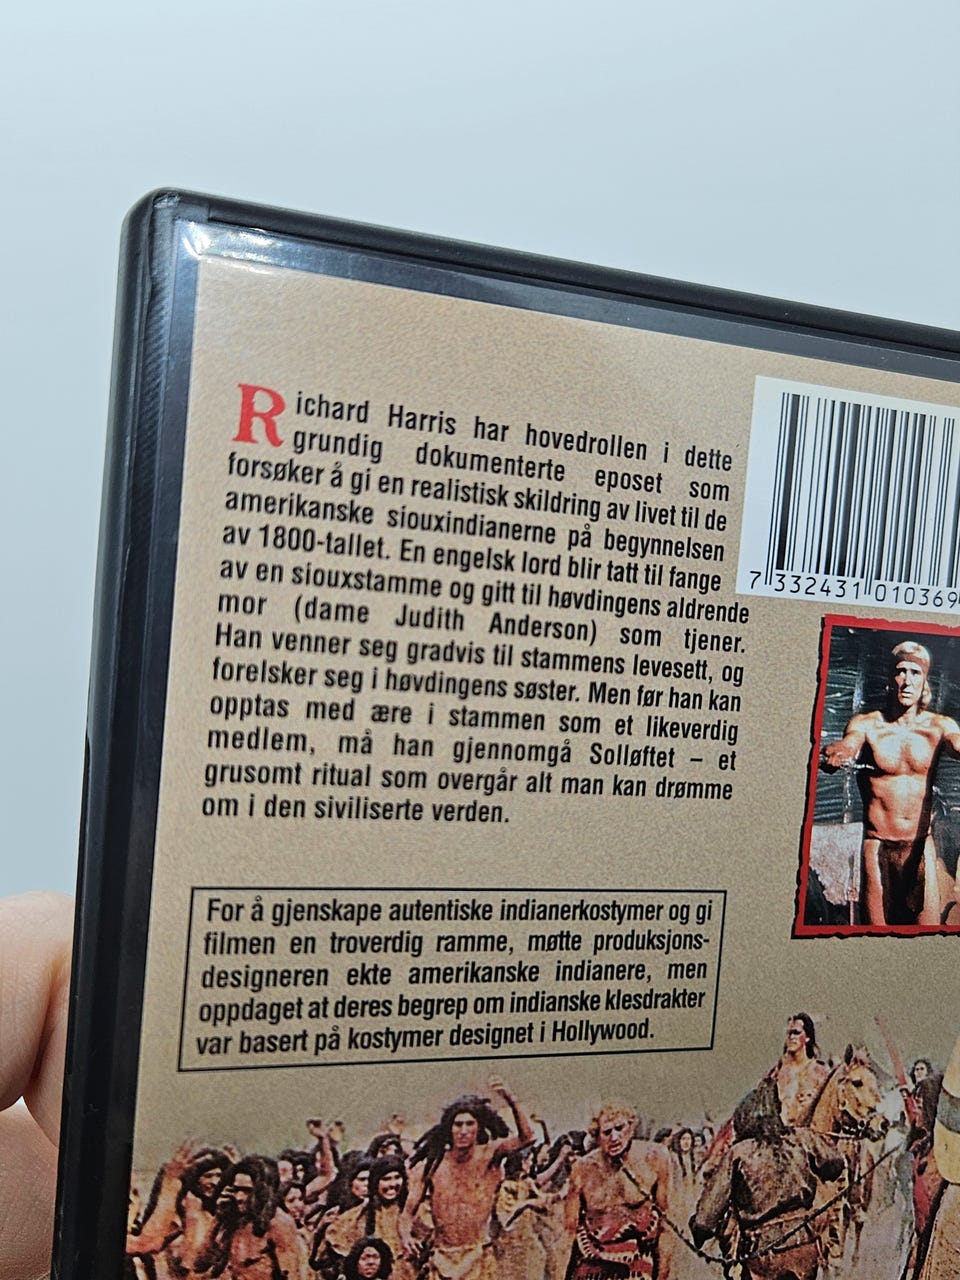 Richard Harris har hovedrollen i dette
grundig dokumenterte eposet som
forsøker å gi en realistisk skildring av livet til de
amerikanske siouxindianerne på begynnelsen
av 1800-tallet. En engelsk lord blir tatt til fange
av en siouxstamme og gitt til høvdingens aldrende
mor (dame Judith Anderson) som tjener.
Han venner seg gradvis til stammens levesett, og
forelsker seg i høvdingens søster. Men før han kan
opptas med ære i stammen som et likeverdig
medlem, må han gjennomgå Solløftet – et
grusomt ritual som overgår alt man kan drømme
om i den siviliserte verden.
7 332431 010369
For å gjenskape autentiske indianerkostymer og gi
filmen en troverdig ramme, møtte produksjons-
designeren ekte amerikanske indianere, men
oppdaget at deres begrep om indianske klesdrakter
var basert på kostymer designet i Hollywood.